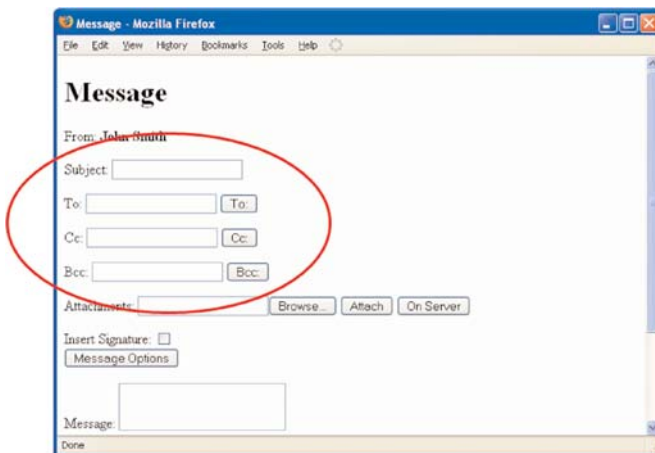 Message - Mozilla Firefox
File Edit View History Bookmarks Tools Help
Message
From: John Smith
Subject:
To: To:
Cc: Cc:
Bcc: Bcc:
Attachments: Browse... Attach On Server
Insert Signature:
Message Options
Message:
Done